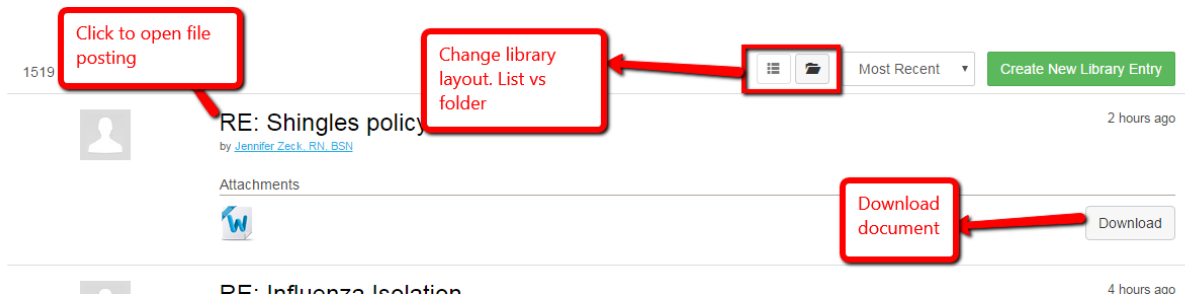 Click to open file
posting
Change library
layout. List vs
folder
1519
Most Recent
Create New Library Entry
RE: Shingles policy
2 hours ago
by Jennifer Zeck, RN, BSN
Attachments
W
Download
document
Download
RE: Influenza Isolation
4 hours ago